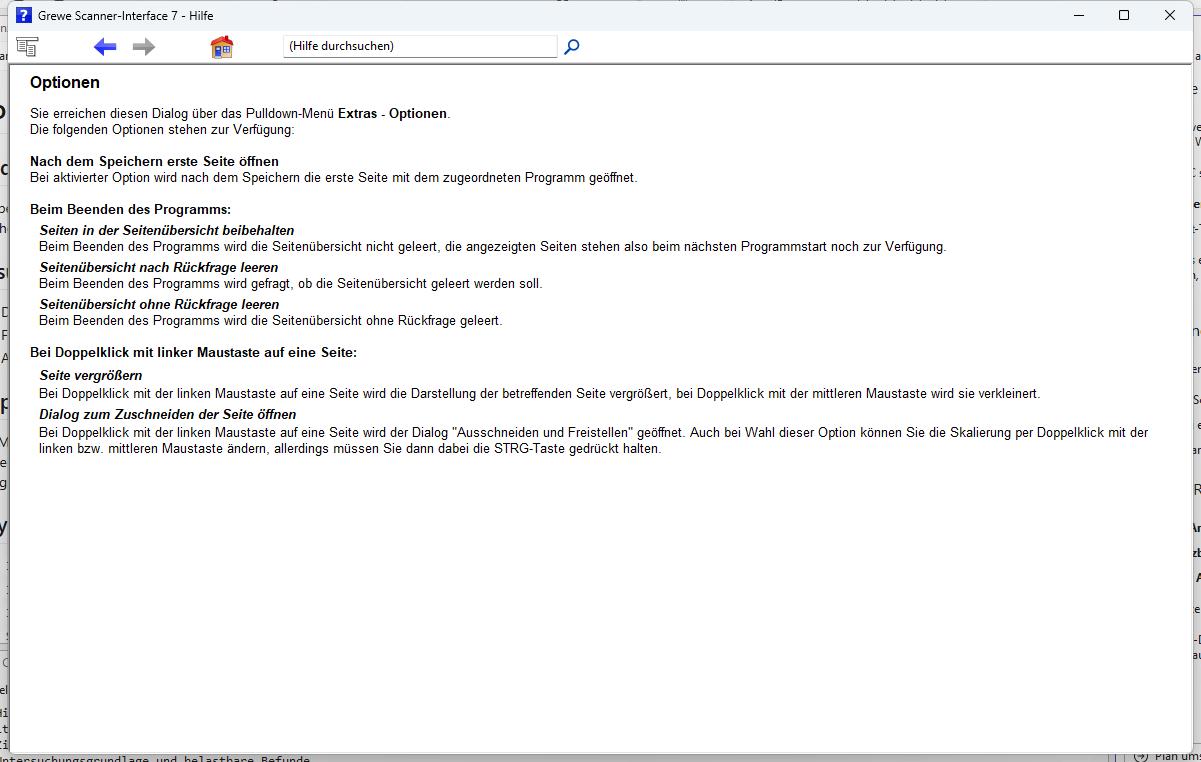 Grewe Scanner-Interface 7 - Hilfe
(Hilfe durchsuchen)
Optionen
Sie erreichen diesen Dialog über das Pulldown-Menü Extras - Optionen.
Die folgenden Optionen stehen zur Verfügung:
Nach dem Speichern erste Seite öffnen
Bei aktivierter Option wird nach dem Speichern die erste Seite mit dem zugeordneten Programm geöffnet.
Beim Beenden des Programms:
Seiten in der Seitenübersicht beibehalten
Beim Beenden des Programms wird die Seitenübersicht nicht geleert, die angezeigten Seiten stehen also beim nächsten Programmstart noch zur Verfügung.
Seitenübersicht nach Rückfrage leeren
Beim Beenden des Programms wird gefragt, ob die Seitenübersicht geleert werden soll.
Seitenübersicht ohne Rückfrage leeren
Beim Beenden des Programms wird die Seitenübersicht ohne Rückfrage geleert.
Bei Doppelklick mit linker Maustaste auf eine Seite:
Seite vergrößern
Bei Doppelklick mit der linken Maustaste auf eine Seite wird die Darstellung der betreffenden Seite vergrößert, bei Doppelklick mit der mittleren Maustaste wird sie verkleinert.
Dialog zum Zuschneiden der Seite öffnen
Bei Doppelklick mit der linken Maustaste auf eine Seite wird der Dialog "Ausschneiden und Freistellen" geöffnet. Auch bei Wahl dieser Option können Sie die Skalierung per Doppelklick mit der
linken bzw. mittleren Maustaste ändern, allerdings müssen Sie dann dabei die STRG-Taste gedrückt halten.
Plan um